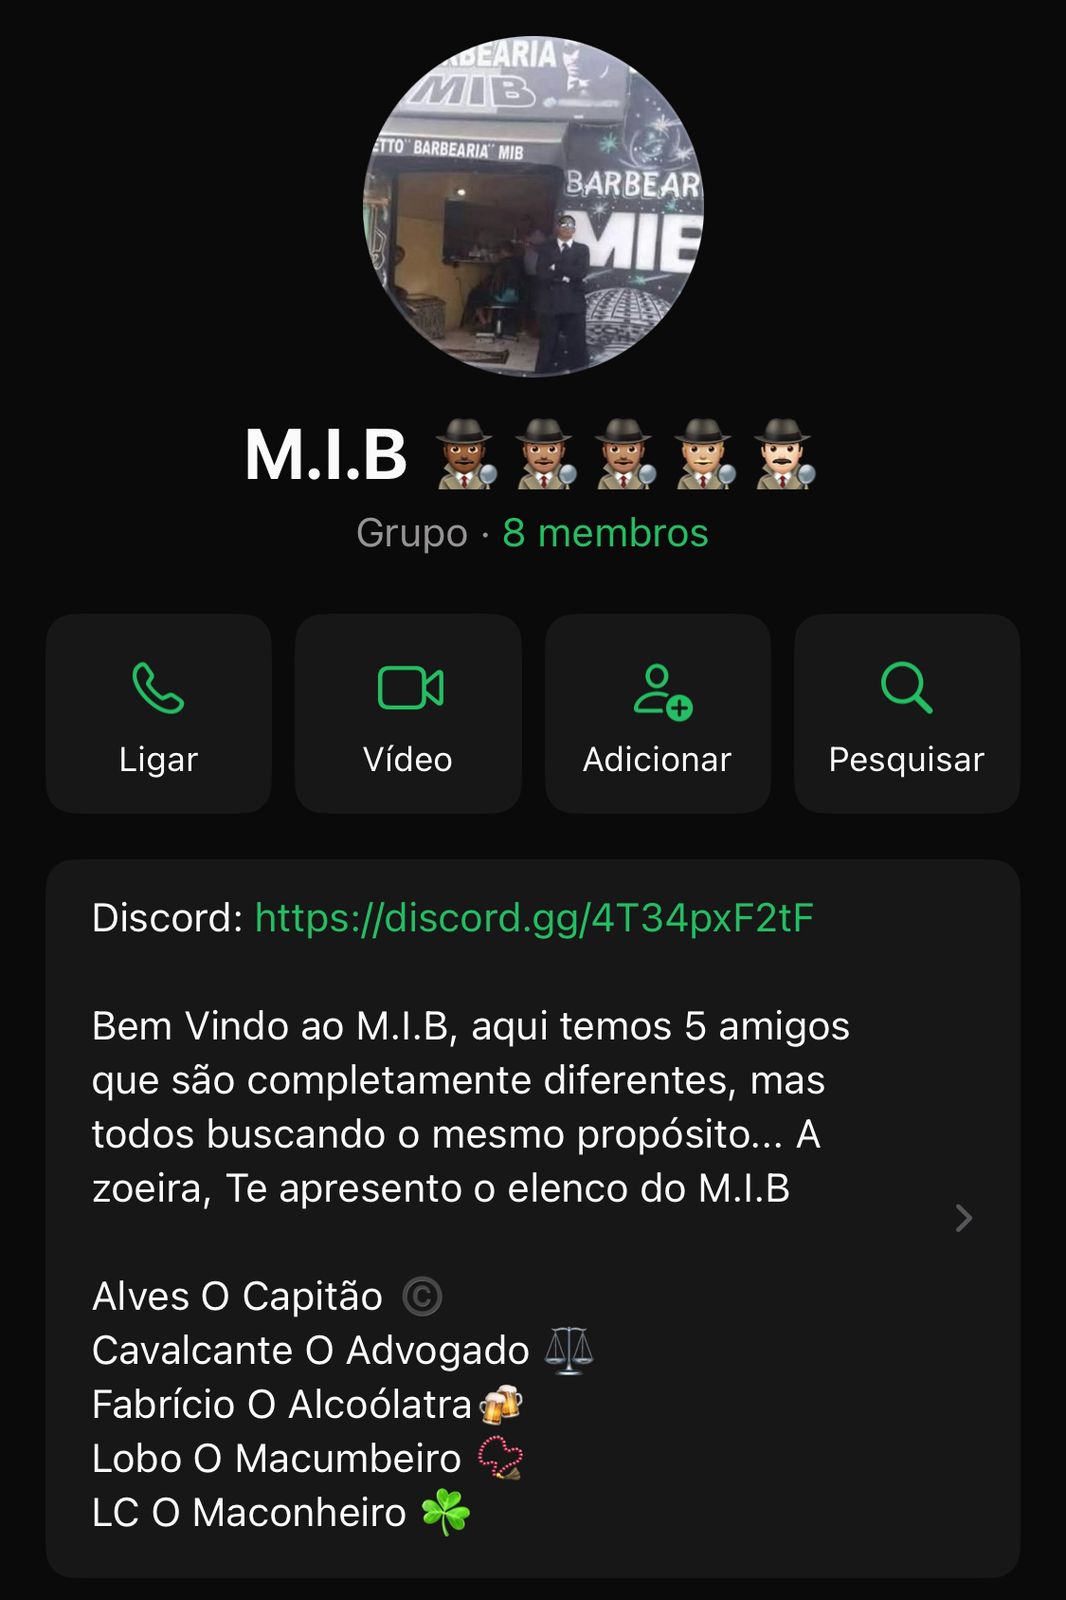 BARBEARIA
MIB
ETTO" BARBEARIA" MIB
BARBEAR
MIB
M.I.B 🕵🏾‍♂️🕵🏾‍♂️🕵🏾‍♂️🕵🏼‍♂️🕵🏻‍♂️
Grupo · 8 membros
Ligar
Vídeo
Adicionar
Pesquisar
Discord: https://discord.gg/4T34pxF2tF
Bem Vindo ao M.I.B, aqui temos 5 amigos
que são completamente diferentes, mas
todos buscando o mesmo propósito... A
zoeira, Te apresento o elenco do M.I.B
Alves O Capitão ©️
Cavalcante O Advogado ⚖️
Fabrício O Alcoólatra🍻
Lobo O Macumbeiro 📿
LC O Maconheiro ☘️